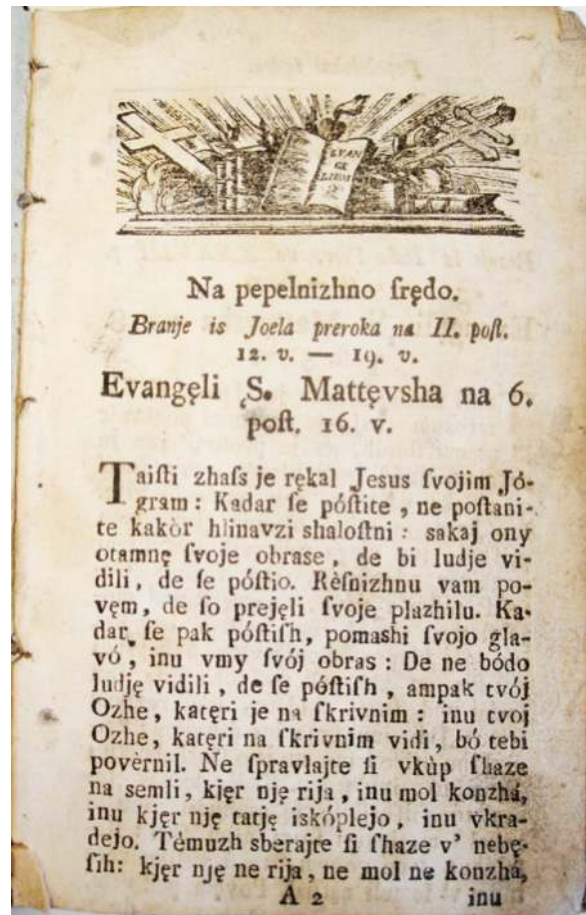 EVAN
GE
LIUM
Na pepelnizhno ſrędo.
Branje is Joela preroka na II. poſt.
12. v. — 19. v.
Evangęli S. Mattęvsha na 6.
poſt. 16. v.
Taiſti zhaſs je rękal Jesus ſvojim Jó-
gram : Kadar ſe póſtite , ne poſtani-
te kakòr hlinavzi shaloſtni : sakaj ony
otamnę ſvoje obrase , de bi ludje vi-
dili , de ſe póſtio. Rèſnizhnu vam po-
vęm , de ſo prejęli ſvoje plazhilu. Ka-
dar ſe pak póſtiſh , pomashi ſvojo gla-
vó , inu vmy ſvój obras : De ne bódo
ludję vidili , de ſe póſtiſh , ampak tvój
Ozhe , katęri je na ſkrivnim : inu tvoj
Ozhe , katęri na ſkrivnim vidi , bó tebi
povèrnil. Ne ſpravlajte ſi vkùp ſhaze
na semli , kjęr nję rija , inu mol konzhá,
inu kjęr nję tatję iskóplejo , inu vkra-
dejo. Témuzh sberajte ſi ſhaze v' nebę-
ſih : kjęr nję ne rija , ne mol ne konzhá,
A 2 inu